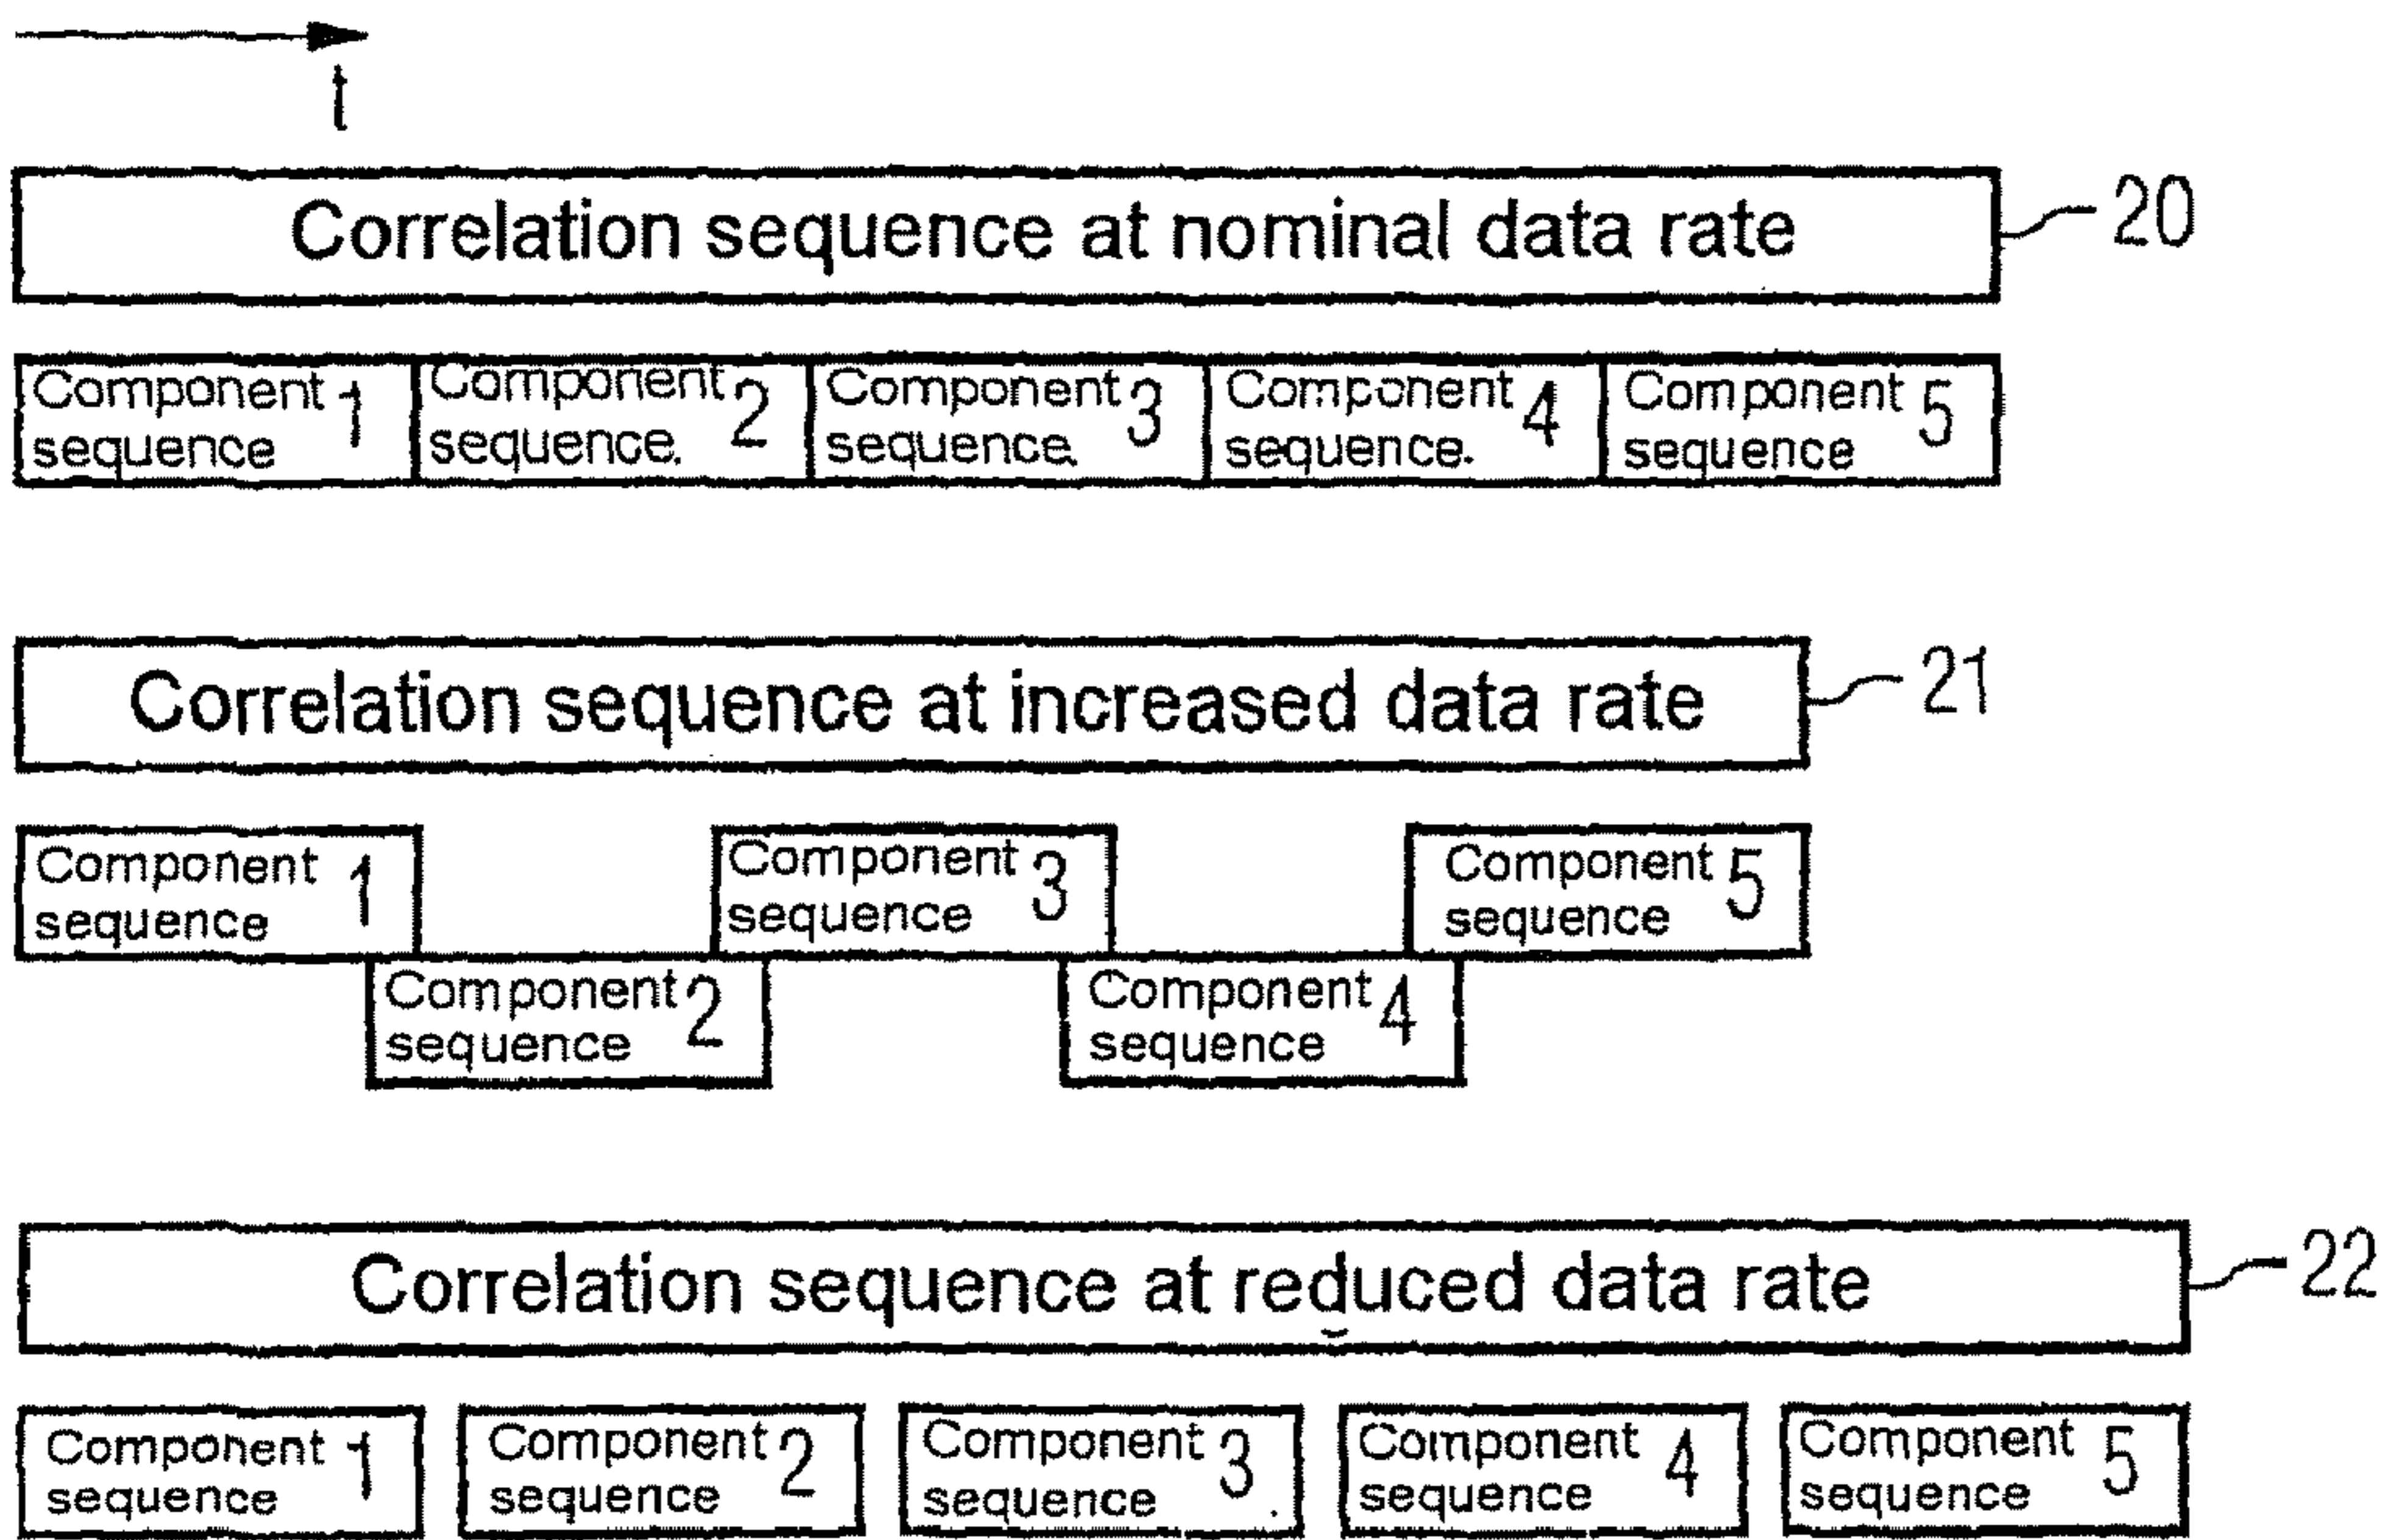 t
Correlation sequence at nominal data rate 20
Component sequence 1
Component sequence. 2
Component sequence. 3
Component sequence. 4
Component sequence 5
Correlation sequence at increased data rate 21
Component sequence 1
Component sequence 2
Component sequence 3
Component sequence 4
Component sequence 5
Correlation sequence at reduced data rate 22
Component sequence 1
Component sequence 2
Component sequence 3
Component sequence 4
Component sequence 5